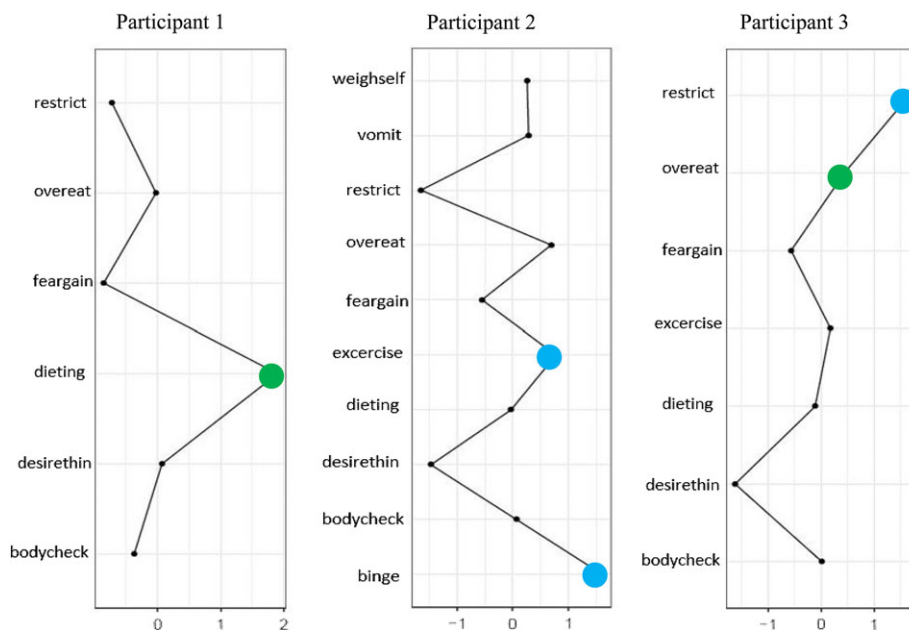 Participant 1
restrict
overeat
feargain
dieting
desirethin
bodycheck
0 1 2
Participant 2
weighself
vomit
restrict
overeat
feargain
excercise
dieting
desirethin
bodycheck
binge
−1 0 1
Participant 3
restrict
overeat
feargain
excercise
dieting
desirethin
bodycheck
−1 0 1